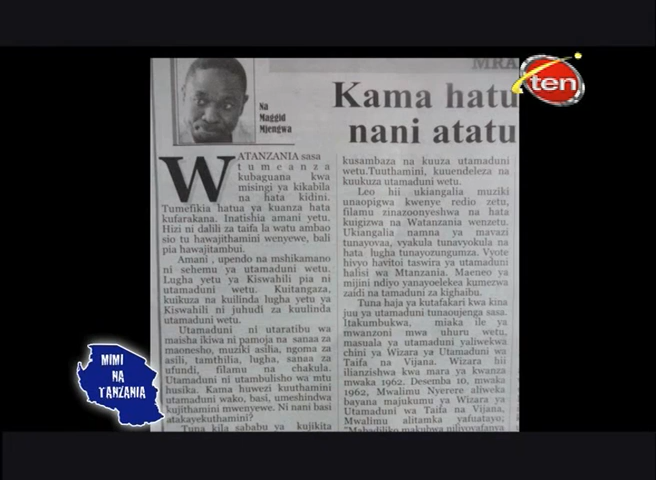 MRA
ten
Na
Maggid
Mjengwa
Kama hatu
nani atatu
WATANZANIA sasa
tumeanza
kubaguana kwa
misingi ya kikabila
na hata kidini.
Tumefikia hatua ya kuanza hata
kufarakana. Inatishia amani yetu.
Hizi ni dalili za taifa la watu ambao
sio tu hawajithamini wenyewe, bali
pia hawajitambui.
Amani , upendo na mshikamano
ni sehemu ya utamaduni wetu.
Lugha yetu ya Kiswahili pia ni
utamaduni wetu. Kuitangaza,
kuikuza na kuilinda lugha yetu ya
Kiswahili ni juhudi za kuulinda
utamaduni wetu.
Utamaduni ni utaratibu wa
maisha ikiwa ni pamoja na sanaa za
maonesho, muziki asilia, ngoma za
asili, tamthilia, lugha, sanaa za
ufundi, filamu na chakula.
Utamaduni ni utambulisho wa mtu
husika. Kama huwezi kuuthamini
utamaduni wako, basi, umeshindwa
kujithamini mwenyewe. Ni nani basi
atakayekuthamini?
Tuna kila sababu ya kujikita
kusambaza na kuuza utamaduni
wetu.Tuuthamini, kuuendeleza na
kuukuza utamaduni wetu.
Leo hii ukiangalia muziki
unaopigwa kwenye redio zetu,
filamu zinazoonyeshwa na hata
kuigizwa na Watanzania wenzetu.
Ukiangalia namna ya mavazi
tunayovaa, vyakula tunavyokula na
hata lugha tunayozungumza. Vyote
hivyo havitoi taswira ya utamaduni
halisi wa Mtanzania. Maeneo ya
mijini ndiyo yanayoelekea kumezwa
zaidi na tamaduni za kighaibu.
Tuna haja ya kutafakari kwa kina
juu ya utamaduni tunaoujenga sasa.
Itakumbukwa, miaka ile ya
mwanzoni mwa uhuru wetu,
masuala ya utamaduni yaliwekwa
chini ya Wizara ya Utamaduni wa
Taifa na Vijana. Wizara hii
ilianzishwa kwa mara ya kwanza
mwaka 1962. Desemba 10, mwaka
1962, Mwalimu Nyerere aliweka
bayana majukumu ya Wizara ya
Utamaduni wa Taifa na Vijana,
Mwalimu alitamka yafuatayo;
"Mabadiliko makubwa niliyoyafanya
MIMI
NA
TANZANIA